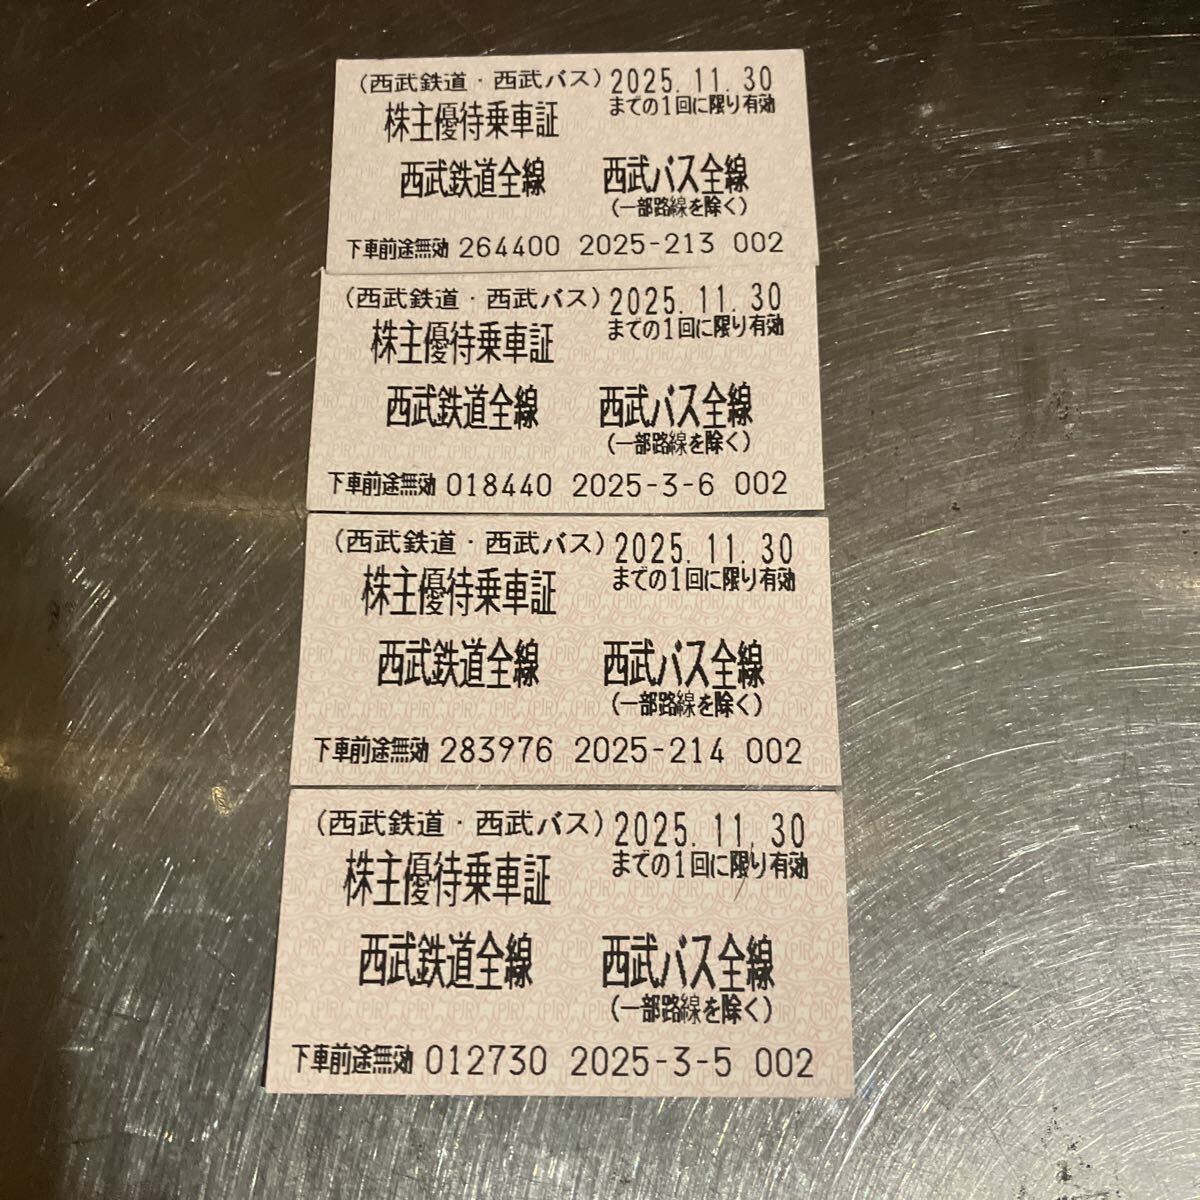 (西武鉄道・西武バス) 2025.11.30
株主優待乗車証 までの1回に限り有効
西武鉄道全線 西武バス全線
(一部路線を除く)
下車前途無効 264400 2025-213 002
(西武鉄道・西武バス) 2025.11.30
株主優待乗車証 までの1回に限り有効
西武鉄道全線 西武バス全線
(一部路線を除く)
下車前途無効 018440 2025-3-6 002
(西武鉄道・西武バス) 2025.11.30
株主優待乗車証 までの1回に限り有効
西武鉄道全線 西武バス全線
(一部路線を除く)
下車前途無効 283976 2025-214 002
(西武鉄道・西武バス) 2025.11.30
株主優待乗車証 までの1回に限り有効
西武鉄道全線 西武バス全線
(一部路線を除く)
下車前途無効 012730 2025-3-5 002